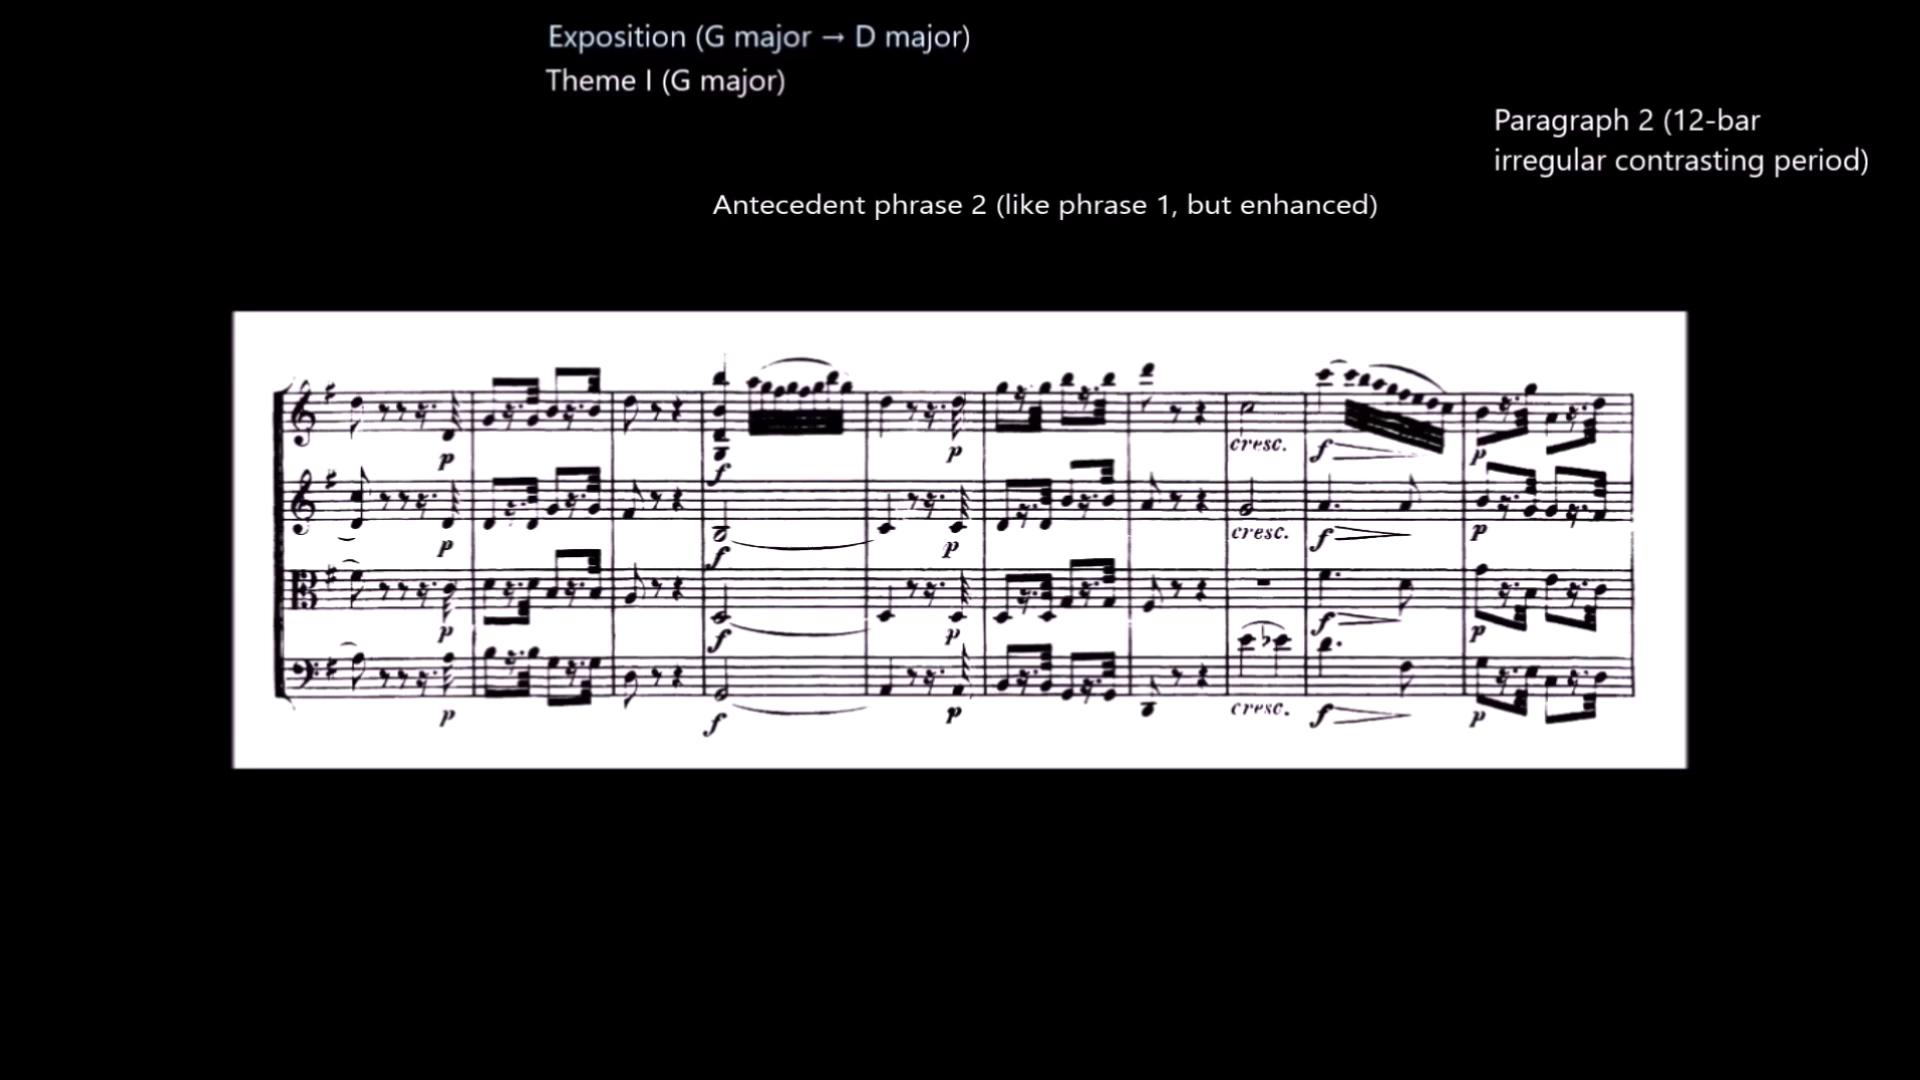 Exposition (G major → D major)
Theme I (G major)
Paragraph 2 (12-bar
irregular contrasting period)
Antecedent phrase 2 (like phrase 1, but enhanced)
p p cresc. f p
f
p p cresc. f p
f
p f p f p
p f p cresc. f p